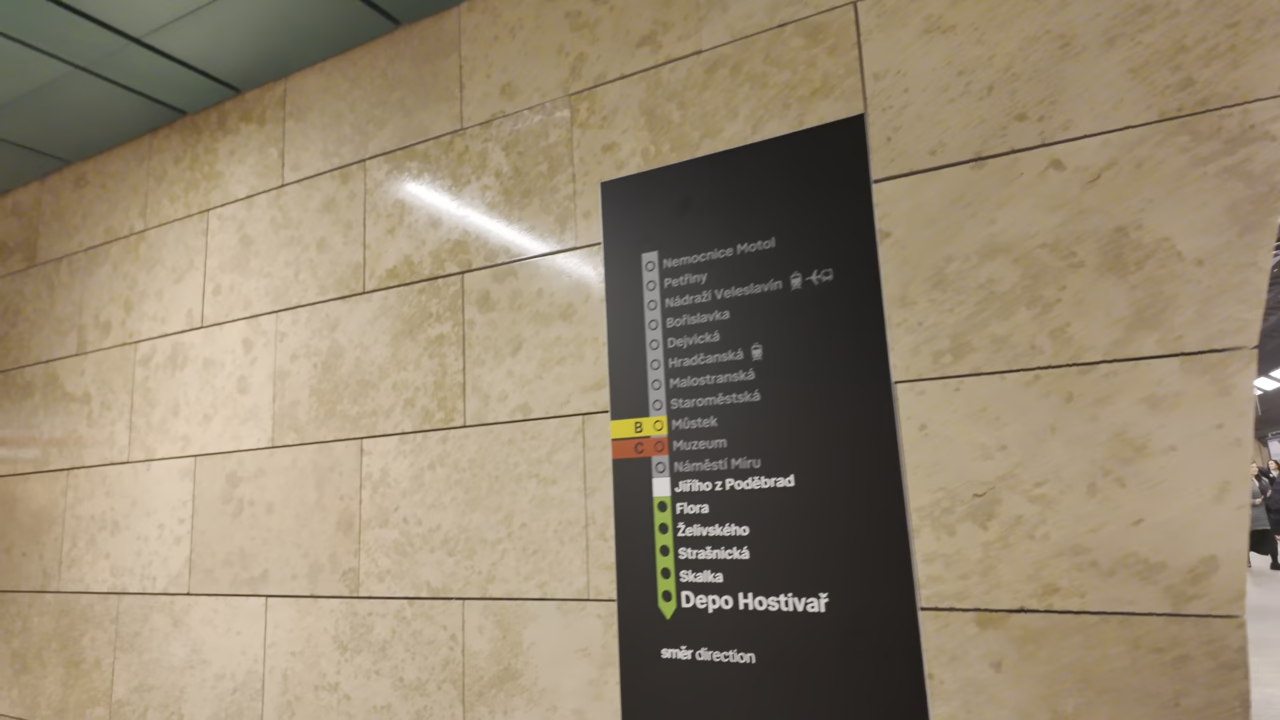 Nemocnice Motol
Petřiny
Nádraží Veleslavín
Bořislavka
Dejvická
Hradčanská
Malostranská
Staroměstská
B Můstek
C Muzeum
Náměstí Míru
Jiřího z Poděbrad
Flora
Želivského
Strašnická
Skalka
Depo Hostivař
směr direction